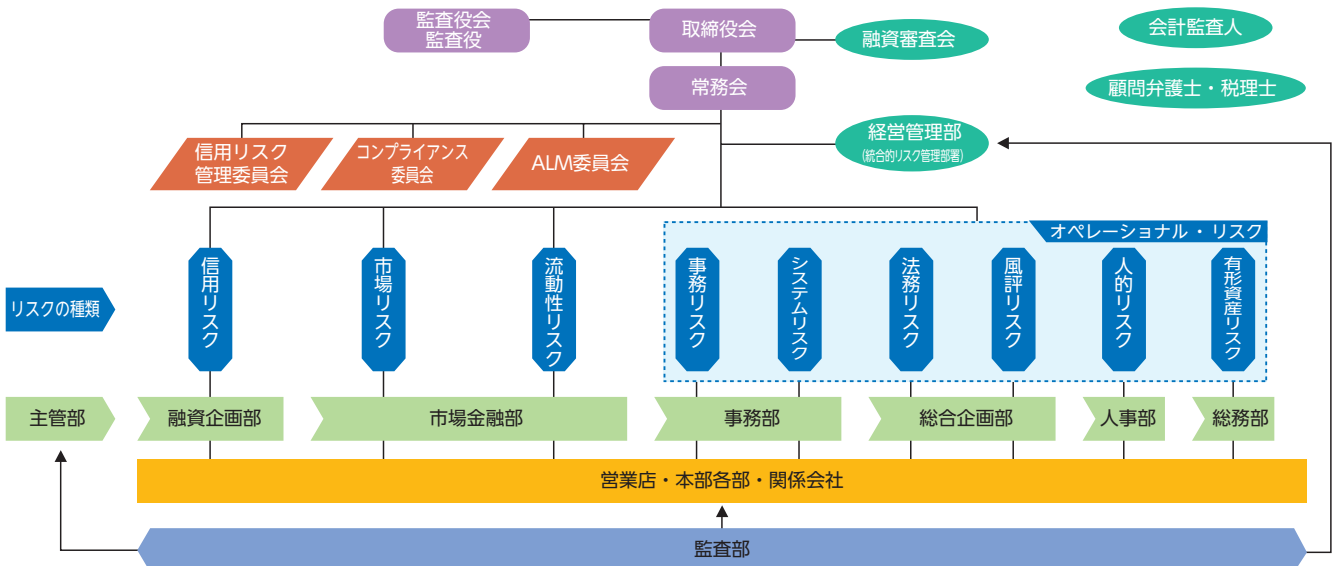 監査役会
監査役
取締役会
融資審査会
会計監査人
常務会
顧問弁護士・税理士
経営管理部
(統合的リスク管理部署)
信用リスク
管理委員会
コンプライアンス
委員会
ALM委員会
オペレーショナル・リスク
リスクの種類
信用リスク
市場リスク
流動性リスク
事務リスク
システムリスク
法務リスク
風評リスク
人的リスク
有形資産リスク
主管部
融資企画部
市場金融部
事務部
総合企画部
人事部
総務部
営業店・本部各部・関係会社
監査部